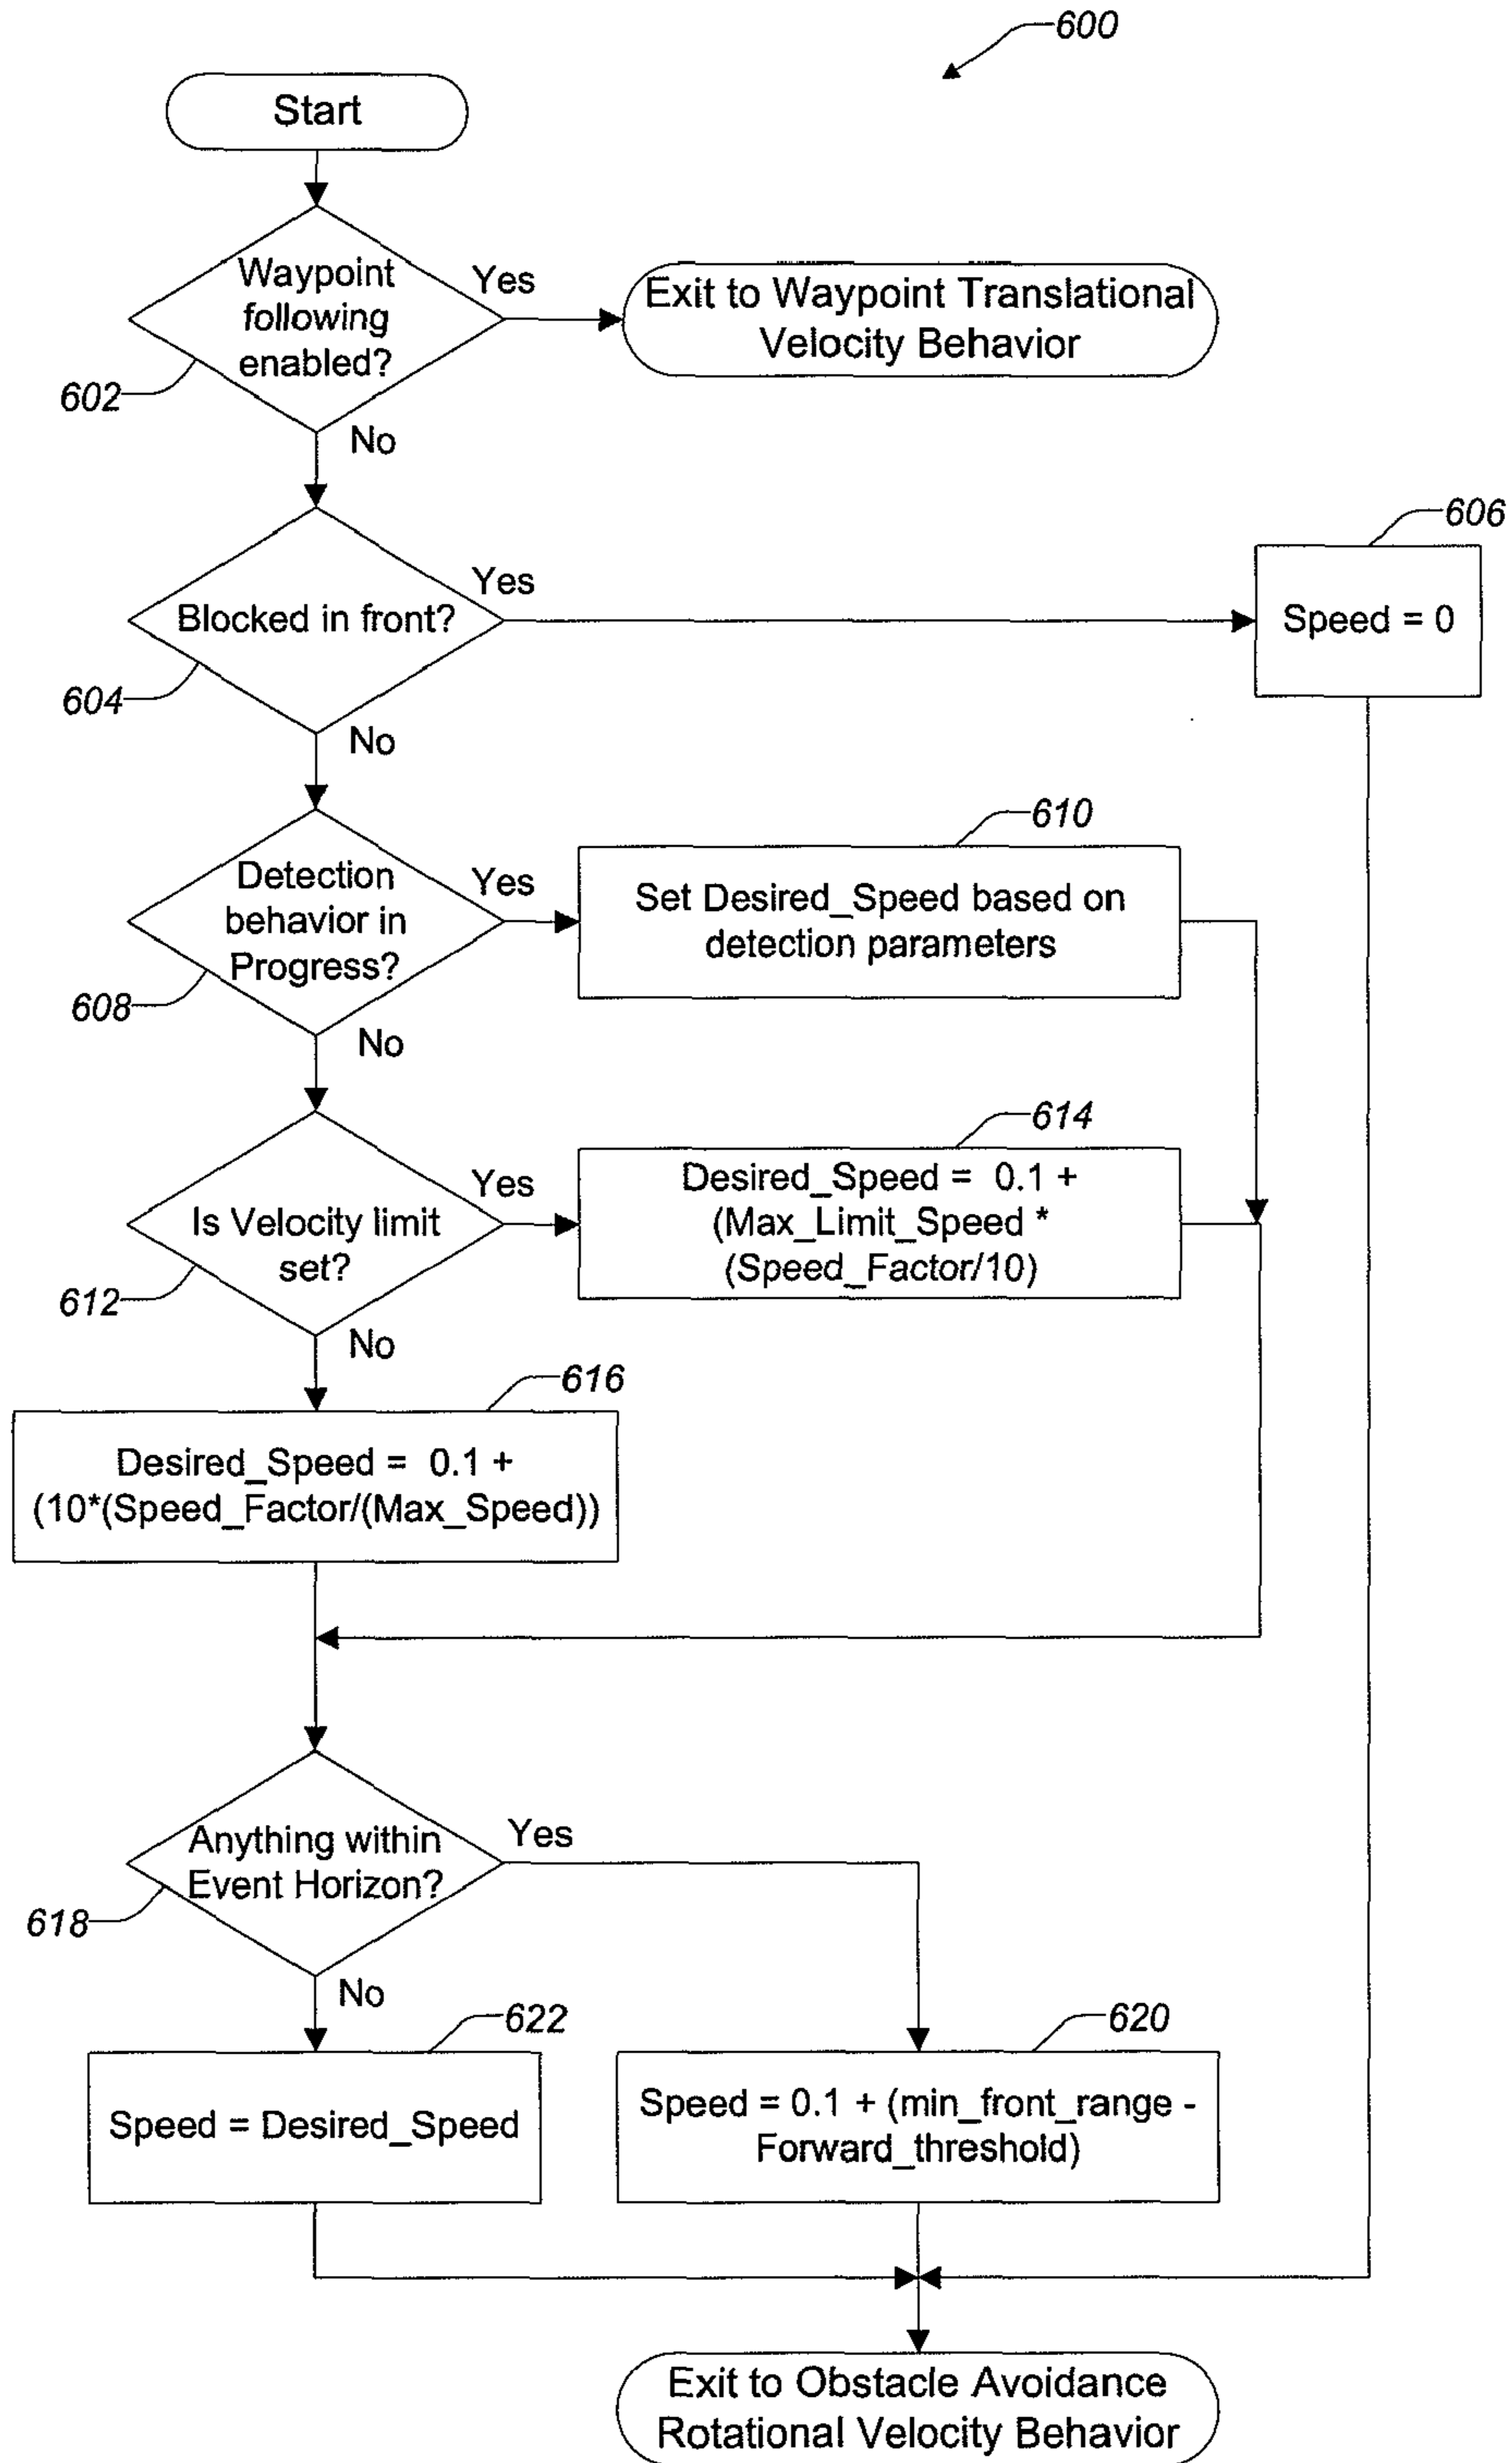 600
Start
Waypoint
following
enabled?
Yes
Exit to Waypoint Translational
Velocity Behavior
602
No
606
Blocked in front?
Yes
Speed = 0
604
No
610
Detection
behavior in
Progress?
Yes
Set Desired_Speed based on
detection parameters
608
No
614
Is Velocity limit
set?
Yes
Desired_Speed = 0.1 +
(Max_Limit_Speed *
(Speed_Factor/10)
612
No
616
Desired_Speed = 0.1 +
(10*(Speed_Factor/(Max_Speed))
Anything within
Event Horizon?
Yes
618
No
622
620
Speed = Desired_Speed
Speed = 0.1 + (min_front_range -
Forward_threshold)
Exit to Obstacle Avoidance
Rotational Velocity Behavior